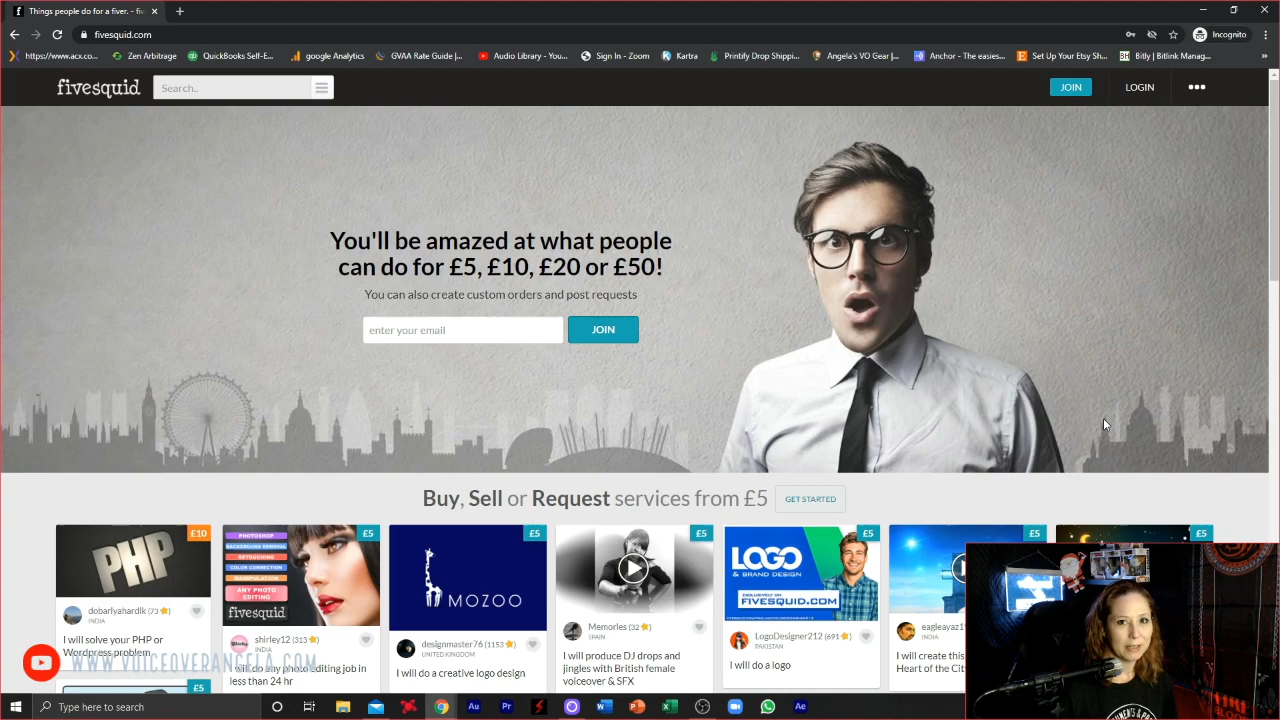 Things people do for a fiver. - fiv
fivesquid.com
Incognito
https://www.acx.co...
Zen Arbitrage
QuickBooks Self-E...
google Analytics
GVAA Rate Guide |...
Audio Library - You...
Sign In - Zoom
Kartra
Printify Drop Shippi...
Angela's VO Gear |...
Anchor - The easies...
Set Up Your Etsy Sh...
Bitly | Bitlink Manag...
fivesquid
Search..
JOIN
LOGIN
You'll be amazed at what people
can do for £5, £10, £20 or £50!
You can also create custom orders and post requests
enter your email
JOIN
Buy, Sell or Request services from £5
GET STARTED
£10
PHP
dobariyahardik (73
INDIA
I will solve your PHP or
Wordpress problem
£5
£5
PHOTOSHOP
BACKGROUND REMOVAL
RETOUCHING
COLOR CORRECTION
MANIPULATION
ANY PHOTO
EDITING
fivesquid
shirley12 (313
INDIA
I will do any photo editing job in
less than 24 hr
£5
MOZOO
designmaster76 (1153
UNITED KINGDOM
I will do a creative logo design
£5
Memories (32
SPAIN
I will produce DJ drops and
jingles with British female
voiceover & SFX
£5
LOGO
& BRAND DESIGN
EXCLUSIVELY ON
FIVESQUID.COM
LogoDesigner212 (691
PAKISTAN
I will do a logo
£5
eagleayaz1
INDIA
I will create this
Heart of the Cit
£5
WWW.VOICEOVERANGELA.COM
Type here to search